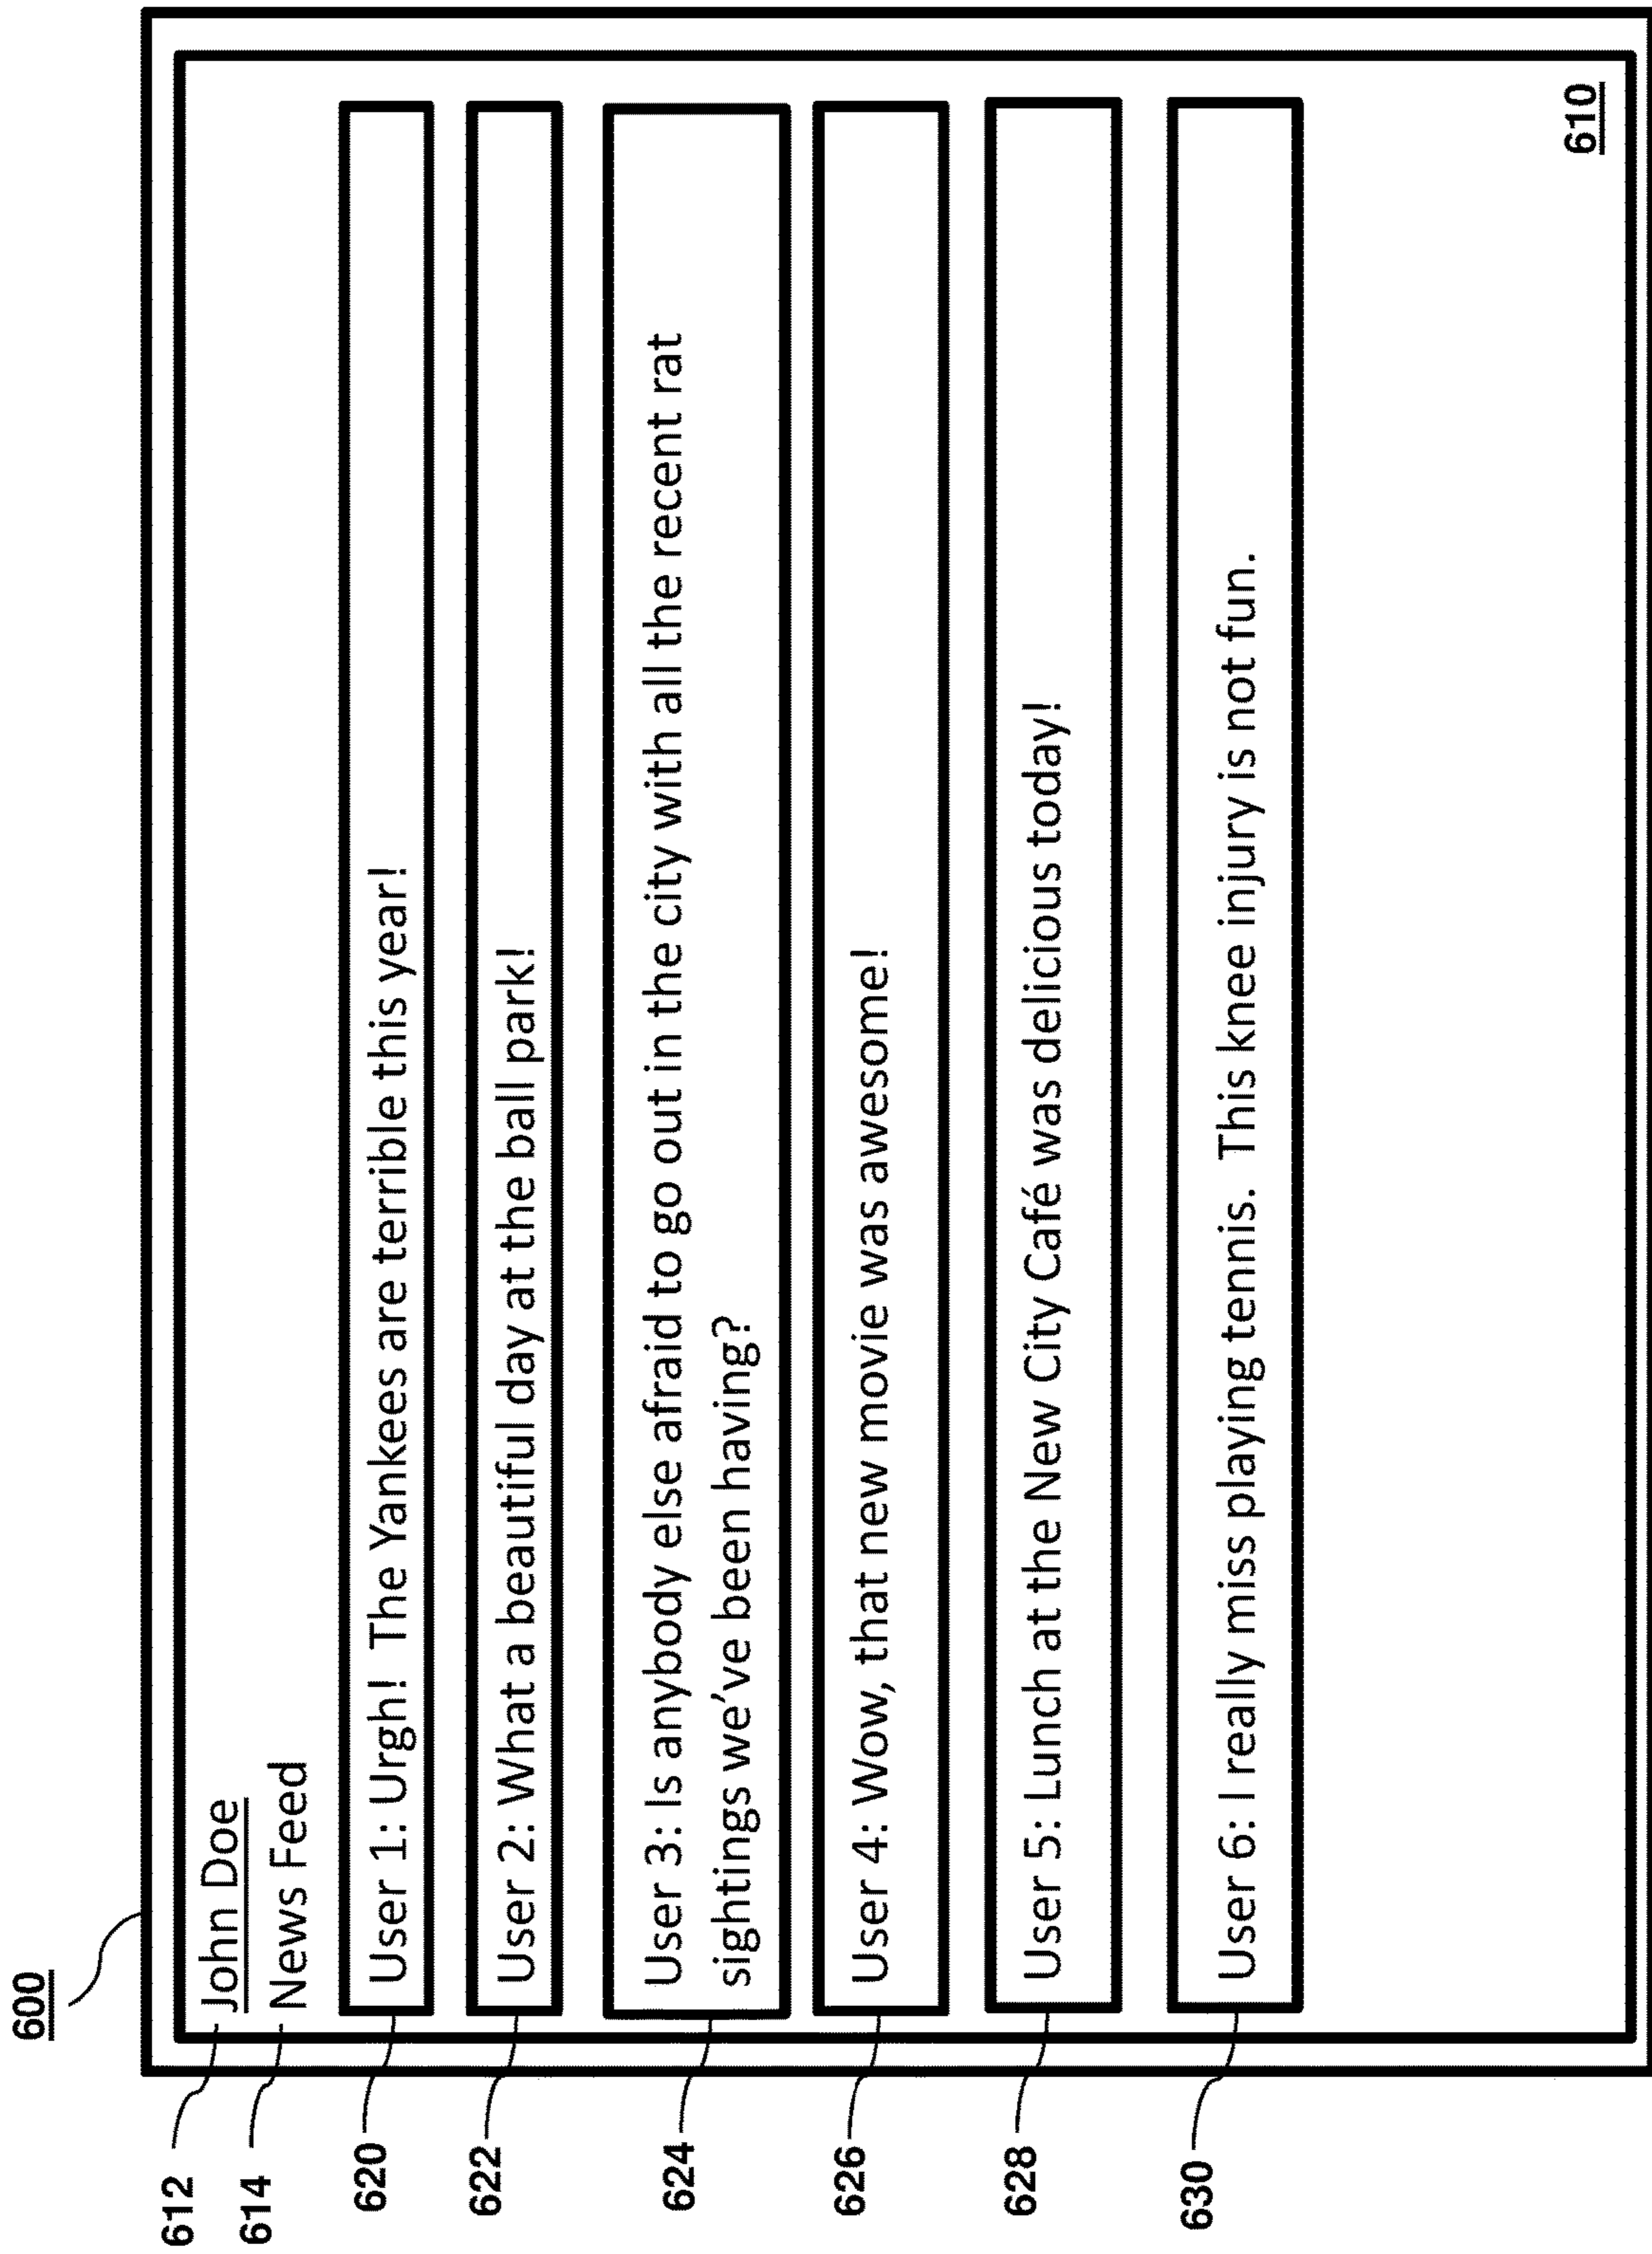 600
612
John Doe
614
News Feed
620
User 1: Urgh!  The Yankees are terrible this year!
622
User 2: What a beautiful day at the ball park!
624
User 3: Is anybody else afraid to go out in the city with all the recent rat
sightings we’ve been having?
626
User 4: Wow, that new movie was awesome!
628
User 5: Lunch at the New City Café was delicious today!
630
User 6: I really miss playing tennis.  This knee injury is not fun.
610